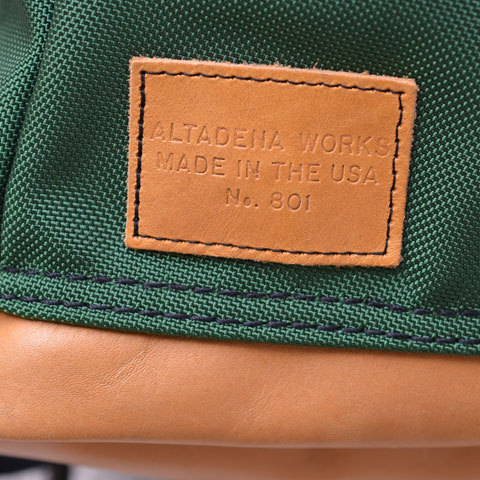 ALTADENA WORKS
MADE IN THE USA
No. 801